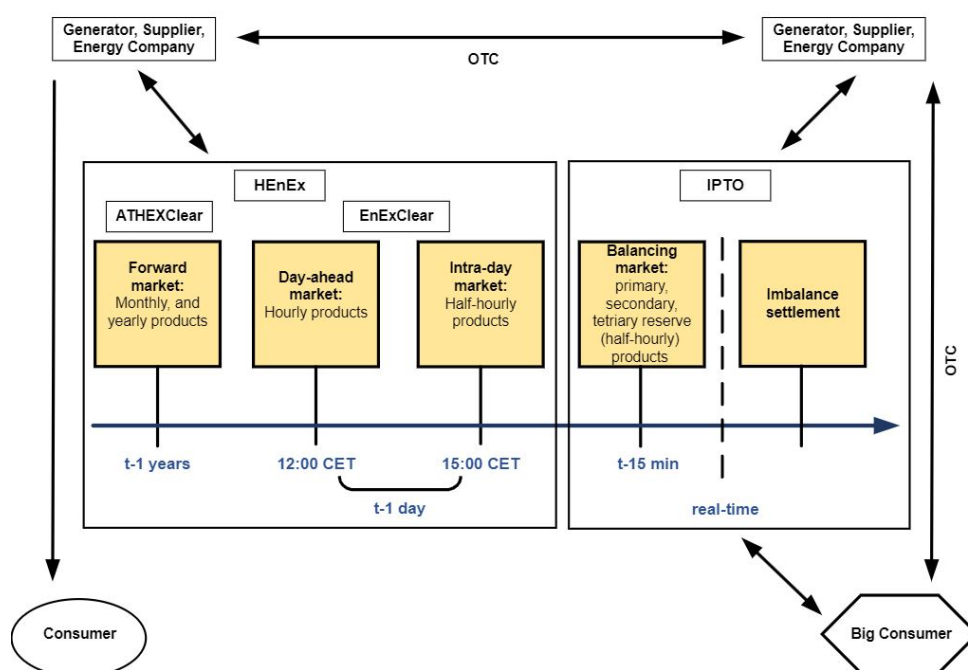 Generator, Supplier,
Energy Company
OTC
Generator, Supplier,
Energy Company
HEnEx
IPTO
ATHEXClear
EnExClear
Forward
market:
Monthly, and
yearly products
Day-ahead
market:
Hourly products
Intra-day
market:
Half-hourly
products
Balancing
market:
primary,
secondary,
tetriary reserve
(half-hourly)
products
Imbalance
settlement
OTC
t-1 years
12:00 CET
15:00 CET
t-15 min
t-1 day
real-time
Consumer
Big Consumer